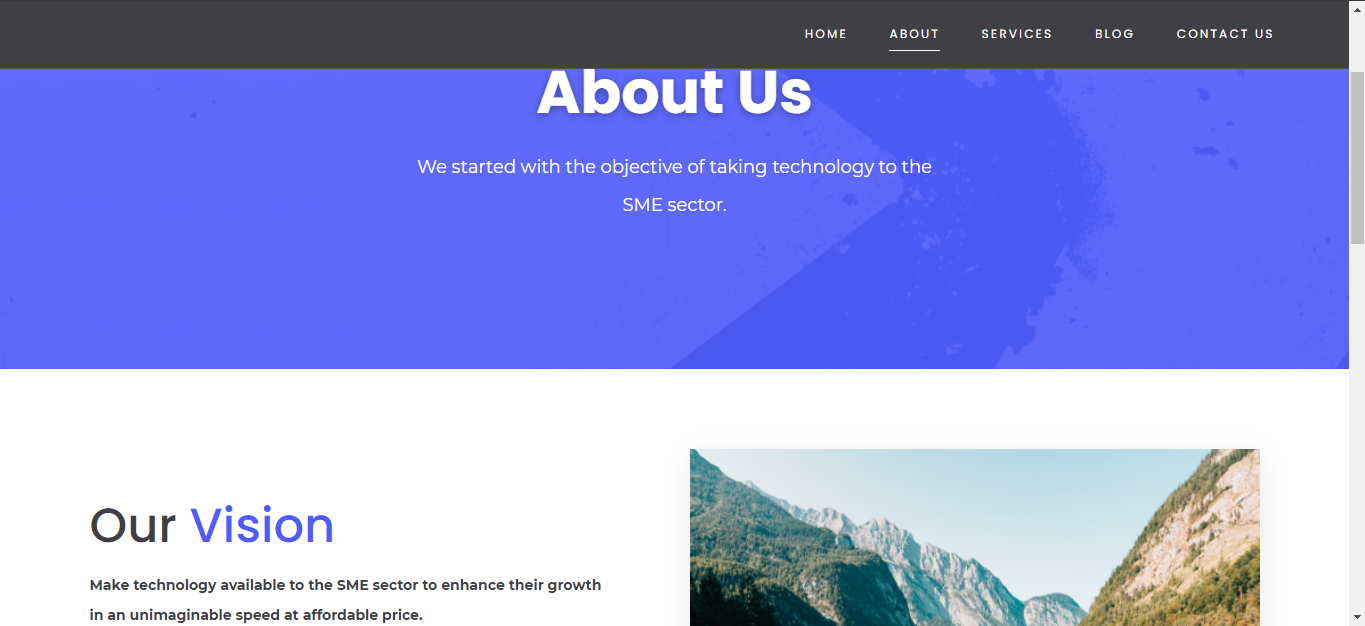 HOME ABOUT SERVICES BLOG CONTACT US
About Us
We started with the objective of taking technology to the
SME sector.
Our Vision
Make technology available to the SME sector to enhance their growth
in an unimaginable speed at affordable price.